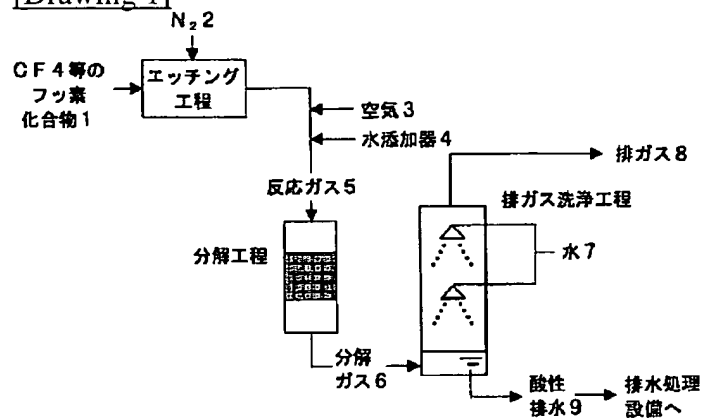 [Drawing 1]
N₂2
CF4等の
フッ素
化合物1
エッチング
工程
空気3
水添加器4
反応ガス5
分解工程
分解
ガス6
排ガス8
排ガス洗浄工程
水7
酸性
排水9
排水処理
設備へ